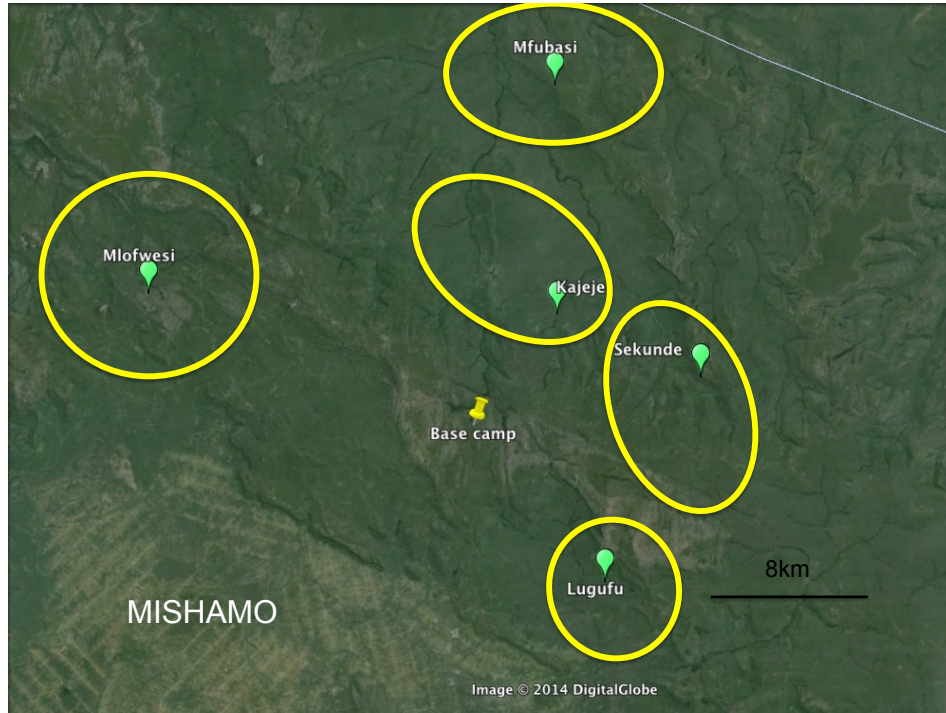 Mfubasi
Mlofwesi
Kajeje
Sekunde
Base camp
Lugufu
8km
MISHAMO
Image © 2014 DigitalGlobe